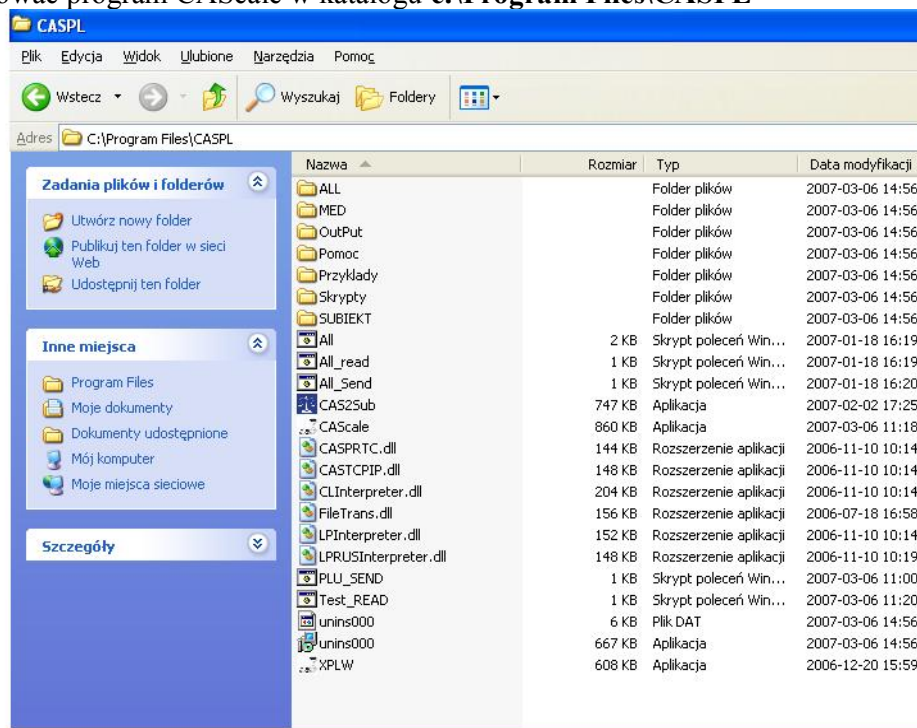 program CAScale w katalogu c:\Program Files\CASPL
CASPL
Plik Edycja Widok Ulubione Narzędzia Pomoc
Wstecz Wyszukaj Foldery
Adres C:\Program Files\CASPL
Nazwa Rozmiar Typ Data modyfikacji
Zadania plików i folderów
Utwórz nowy folder
Publikuj ten folder w sieci
Web
Udostępnij ten folder
Inne miejsca
Program Files
Moje dokumenty
Dokumenty udostępnione
Mój komputer
Moje miejsca sieciowe
Szczegóły
ALL Folder plików 2007-03-06 14:56
MED Folder plików 2007-03-06 14:56
OutPut Folder plików 2007-03-06 14:56
Pomoc Folder plików 2007-03-06 14:56
Przyklady Folder plików 2007-03-06 14:56
Skrypty Folder plików 2007-03-06 14:56
SUBIEKT Folder plików 2007-03-06 14:56
All 2 KB Skrypt poleceń Win... 2007-01-18 16:19
All_read 1 KB Skrypt poleceń Win... 2007-01-18 16:19
All_Send 1 KB Skrypt poleceń Win... 2007-01-18 16:20
CAS2Sub 747 KB Aplikacja 2007-02-02 17:25
CAScale 860 KB Aplikacja 2007-03-06 11:18
CASPRTC.dll 144 KB Rozszerzenie aplikacji 2006-11-10 10:14
CASTCPIP.dll 148 KB Rozszerzenie aplikacji 2006-11-10 10:14
CLInterpreter.dll 204 KB Rozszerzenie aplikacji 2006-11-10 10:14
FileTrans.dll 156 KB Rozszerzenie aplikacji 2006-07-18 16:58
LPInterpreter.dll 152 KB Rozszerzenie aplikacji 2006-11-10 10:14
LPRUSInterpreter.dll 148 KB Rozszerzenie aplikacji 2006-11-10 10:19
PLU_SEND 1 KB Skrypt poleceń Win... 2007-03-06 11:00
Test_READ 1 KB Skrypt poleceń Win... 2007-03-06 11:20
unins000 6 KB Plik DAT 2007-03-06 14:56
unins000 667 KB Aplikacja 2007-03-06 14:56
XPLW 608 KB Aplikacja 2006-12-20 15:59